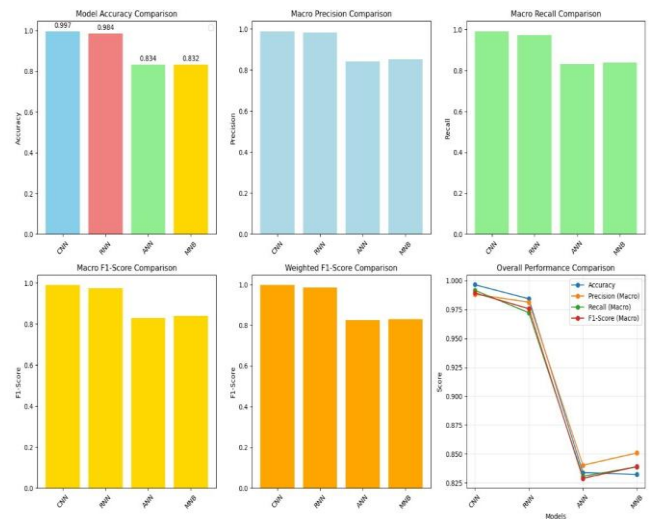 Model Accuracy Comparison
Accuracy
1.0
0.8
0.6
0.4
0.2
0.0
0.997
0.984
0.834
0.832
CNN
RNN
ANN
MNB
Macro Precision Comparison
Precision
1.0
0.8
0.6
0.4
0.2
0.0
CNN
RNN
ANN
MNB
Macro Recall Comparison
Recall
1.0
0.8
0.6
0.4
0.2
0.0
CNN
RNN
ANN
MNB
Macro F1-Score Comparison
F1-Score
1.0
0.8
0.6
0.4
0.2
0.0
CNN
RNN
ANN
MNB
Weighted F1-Score Comparison
F1-Score
1.0
0.8
0.6
0.4
0.2
0.0
CNN
RNN
ANN
MNB
Overall Performance Comparison
Score
1.000
0.975
0.950
0.925
0.900
0.875
0.850
0.825
Accuracy
Precision (Macro)
Recall (Macro)
F1-Score (Macro)
CNN
RNN
ANN
MNB
Models